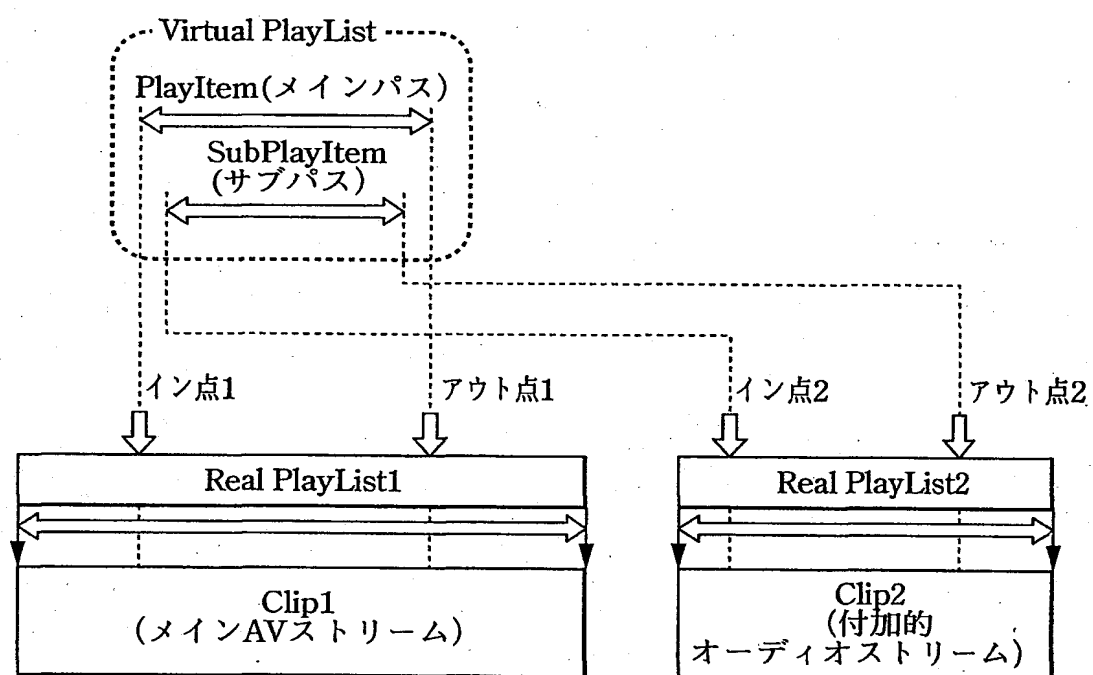 Virtual PlayList
PlayItem(メインパス)
SubPlayItem
(サブパス)
イン点1
アウト点1
イン点2
アウト点2
Real PlayList1
Real PlayList2
Clip1
(メインAVストリーム)
Clip2
(付加的
オーディオストリーム)